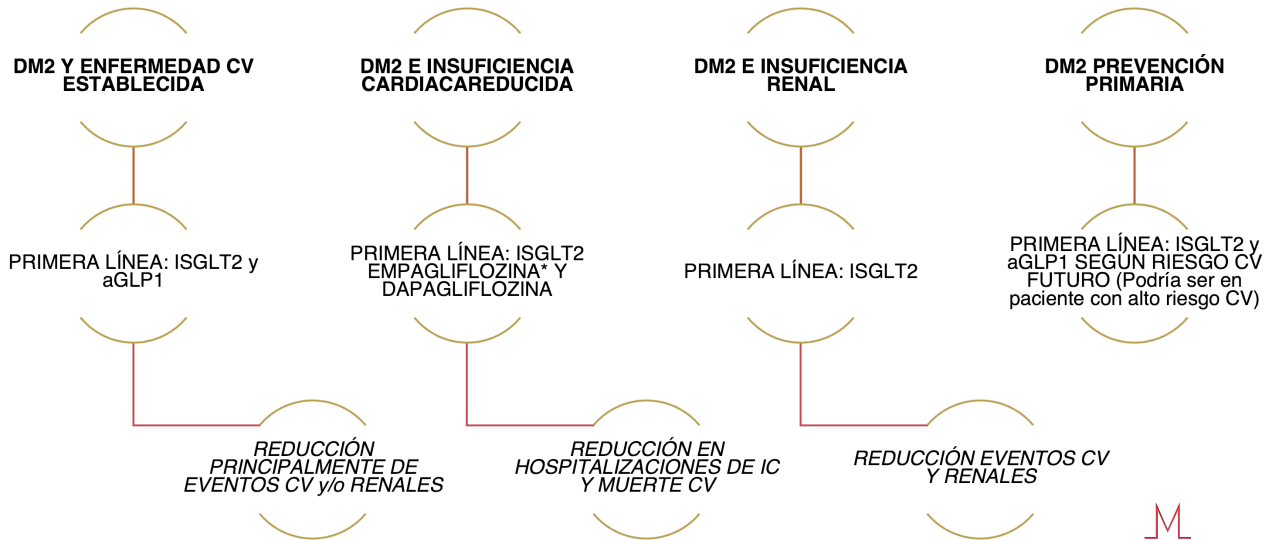 DM2 Y ENFERMEDAD CV
ESTABLECIDA
DM2 E INSUFICIENCIA
CARDIACAREDUCIDA
DM2 E INSUFICIENCIA
RENAL
DM2 PREVENCIÓN
PRIMARIA
PRIMERA LÍNEA: ISGLT2 y
aGLP1
PRIMERA LÍNEA: ISGLT2
EMPAGLIFLOZINA* Y
DAPAGLIFLOZINA
PRIMERA LÍNEA: ISGLT2
PRIMERA LÍNEA: ISGLT2 y
aGLP1 SEGÚN RIESGO CV
FUTURO (Podría ser en
paciente con alto riesgo CV)
REDUCCIÓN
PRINCIPALMENTE DE
EVENTOS CV y/o RENALES
REDUCCIÓN EN
HOSPITALIZACIONES DE IC
Y MUERTE CV
REDUCCIÓN EVENTOS CV
Y RENALES
M